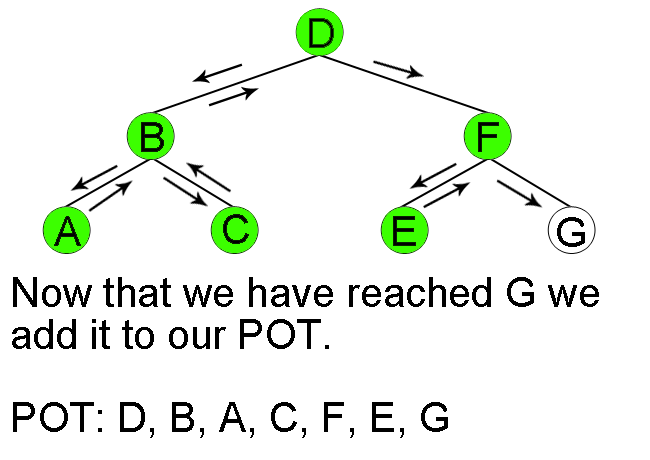 D
B
F
A
C
E
G
Now that we have reached G we
add it to our POT.
POT: D, B, A, C, F, E, G